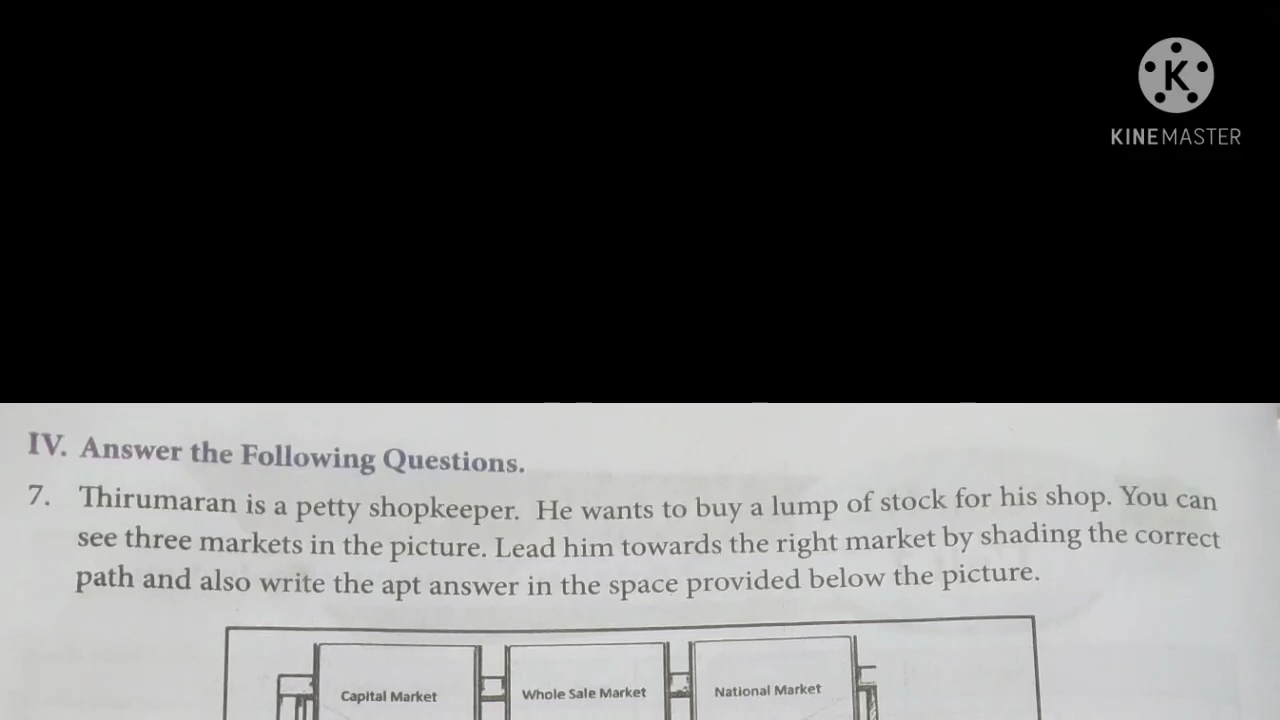 K
KINEMASTER
IV. Answer the Following Questions.
7. Thirumaran is a petty shopkeeper. He wants to buy a lump of stock for his shop. You can
see three markets in the picture. Lead him towards the right market by shading the correct
path and also write the apt answer in the space provided below the picture.
Capital Market
Whole Sale Market
National Market